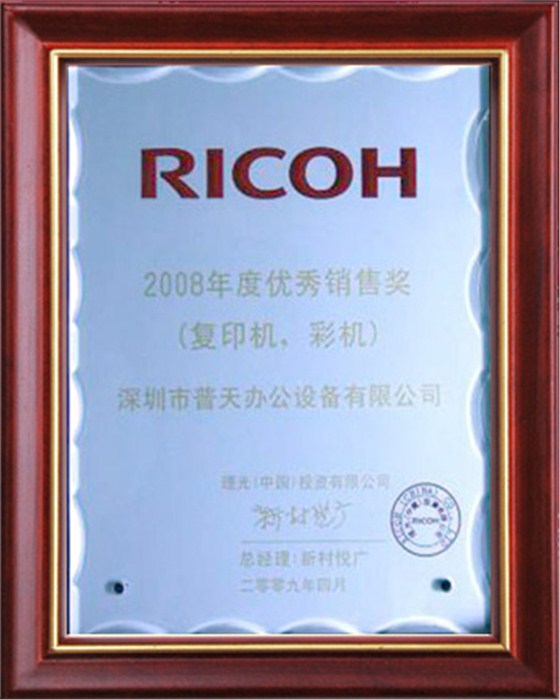 RICOH
2008年度优秀销售奖
(复印机、彩机)
深圳市普天办公设备有限公司
理光(中国)投资有限公司
总经理:新村悦广
二零零九年四月
RICOH